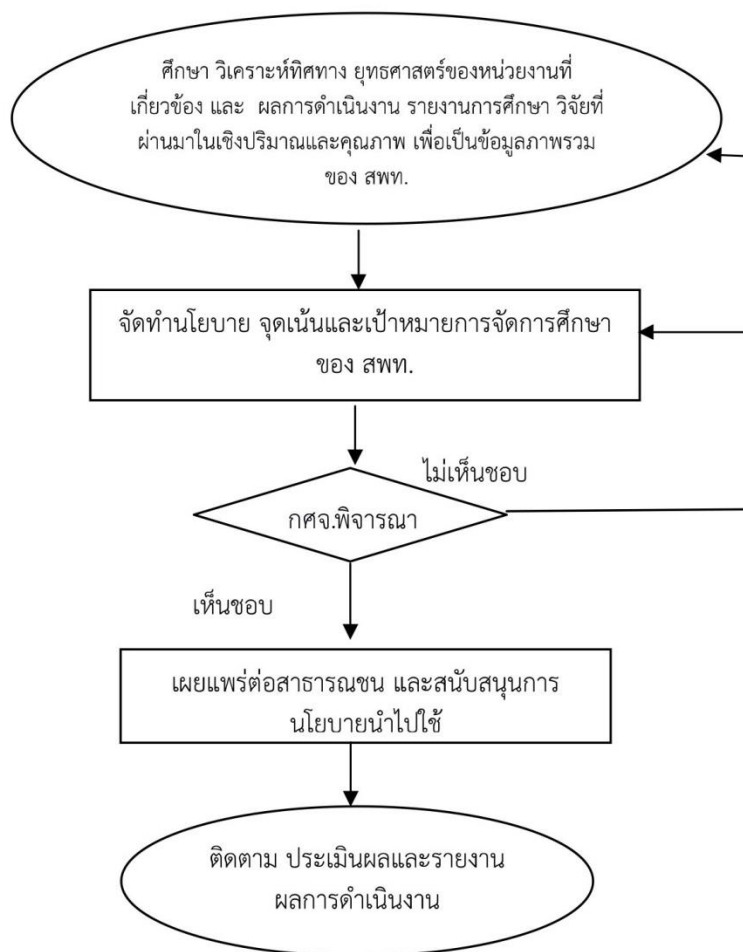 ศึกษา วิเคราะห์ทิศทาง ยุทธศาสตร์ของหน่วยงานที่
เกี่ยวข้อง และ ผลการดำเนินงาน รายงานการศึกษา วิจัยที่
ผ่านมาในเชิงปริมาณและคุณภาพ เพื่อเป็นข้อมูลภาพรวม
ของ สพท.
จัดทำนโยบาย จุดเน้นและเป้าหมายการจัดการศึกษา
ของ สพท.
ไม่เห็นชอบ
กศจ.พิจารณา
เห็นชอบ
เผยแพร่ต่อสาธารณชน และสนับสนุนการ
นโยบายนำไปใช้
ติดตาม ประเมินผลและรายงาน
ผลการดำเนินงาน